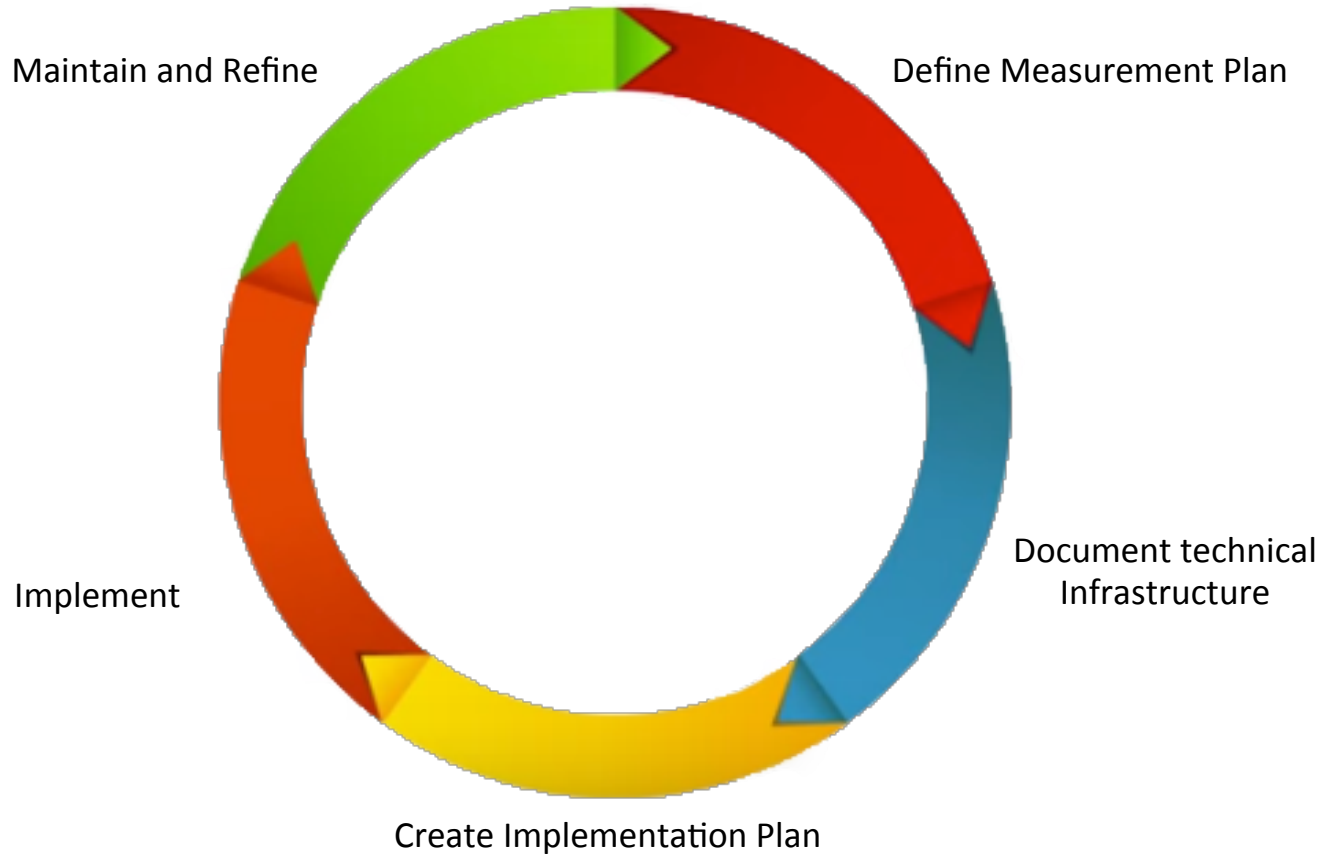 Maintain and Refine
Define Measurement Plan
Document technical
Infrastructure
Implement
Create Implementation Plan